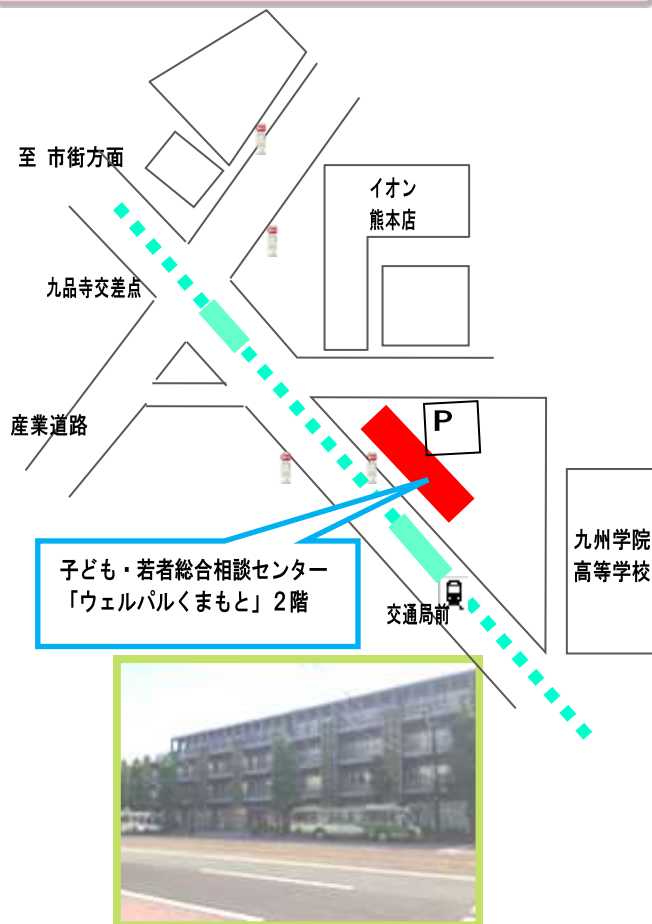 至 市街方面
イオン
熊本店
九品寺交差点
産業道路
P
九州学院
高等学校
子ども・若者総合相談センター
「ウェルパルくまもと」２階
交通局前